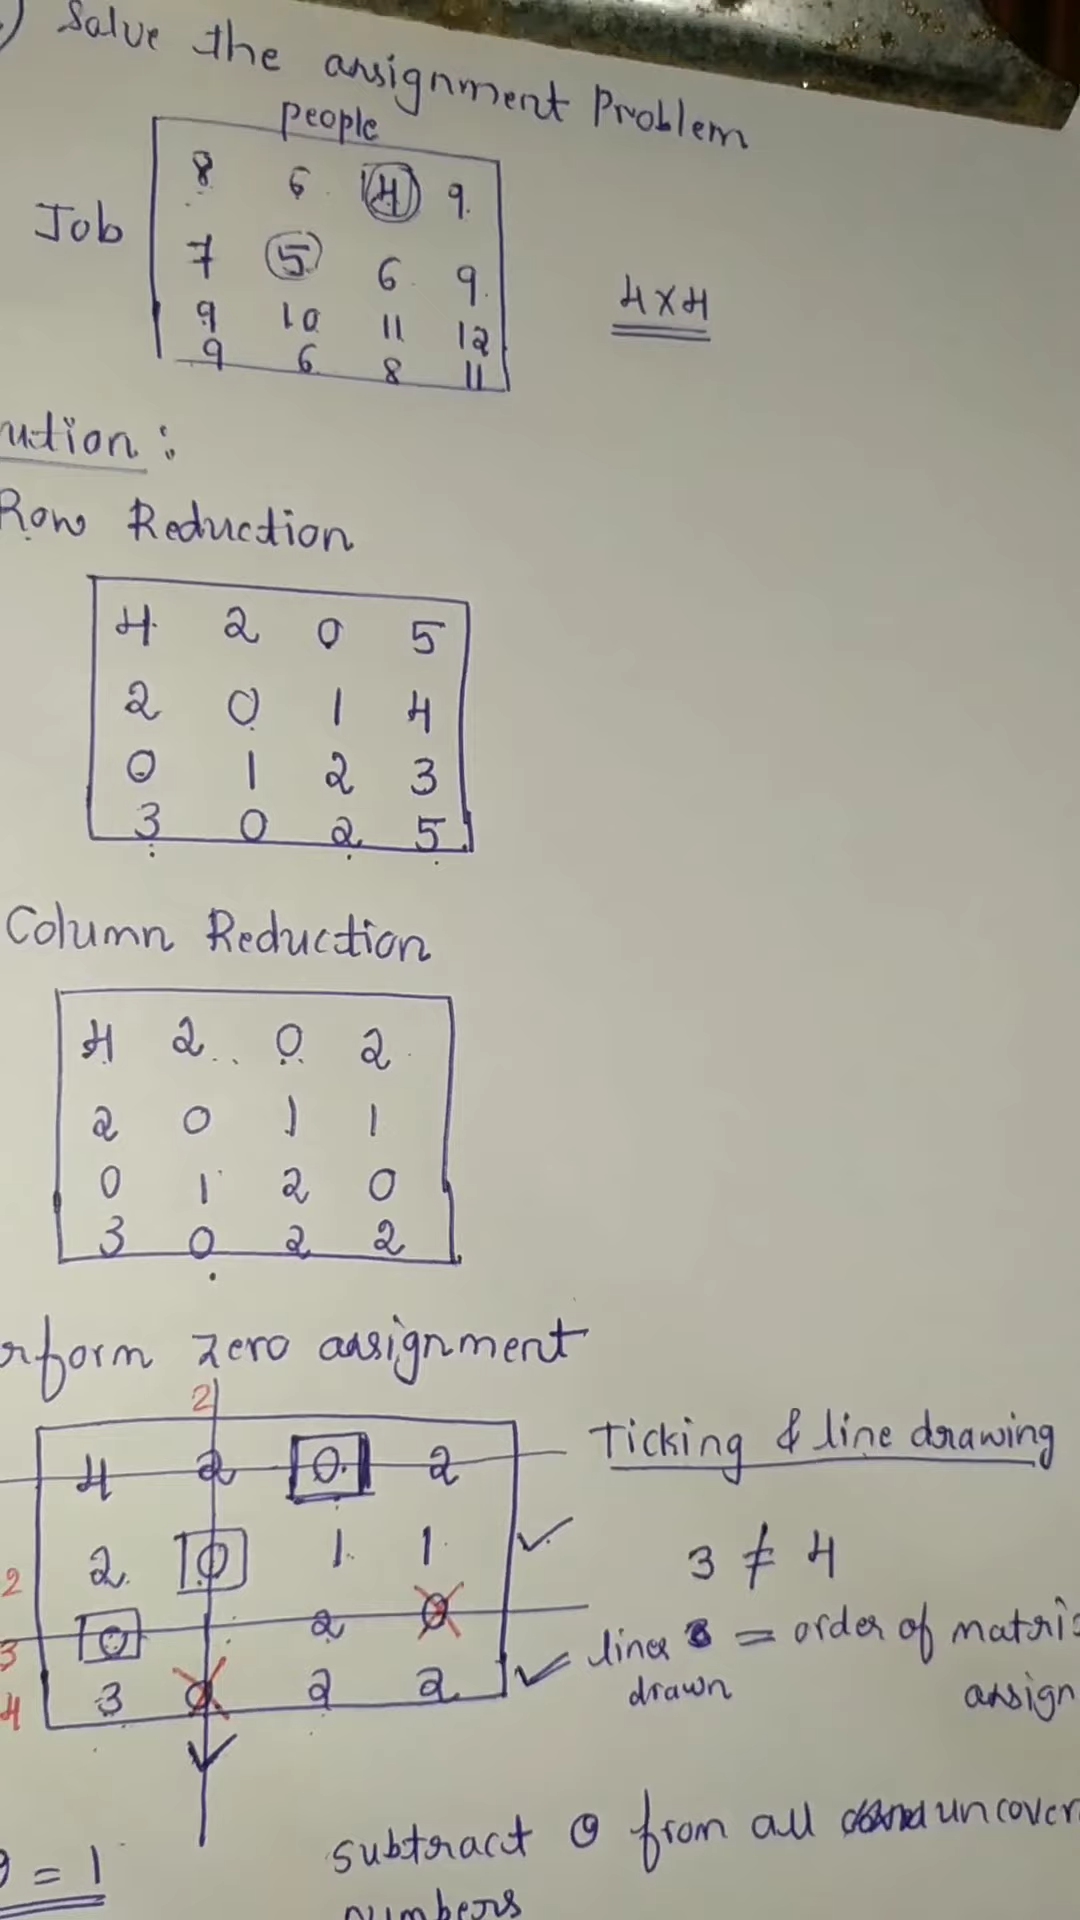 ) Solve the assignment Problem
people
Job
8 6 4 9
7 5 6 9
9 10 11 12
9 6 8 11
4x4
ution :
Row Reduction
4 2 0 5
2 0 1 4
0 1 2 3
3 0 2 5
Column Reduction
4 2 0 2
2 0 1 1
0 1 2 0
3 0 2 2
rform zero assignment
2
4 2 0 2
2 2 0 1 1
3 0 2 0
4 3 0 2 2
Ticking & line drawing
3 ≠ 4
lines = order of matri
drawn assign
θ = 1
subtract θ from all uncover
numbers